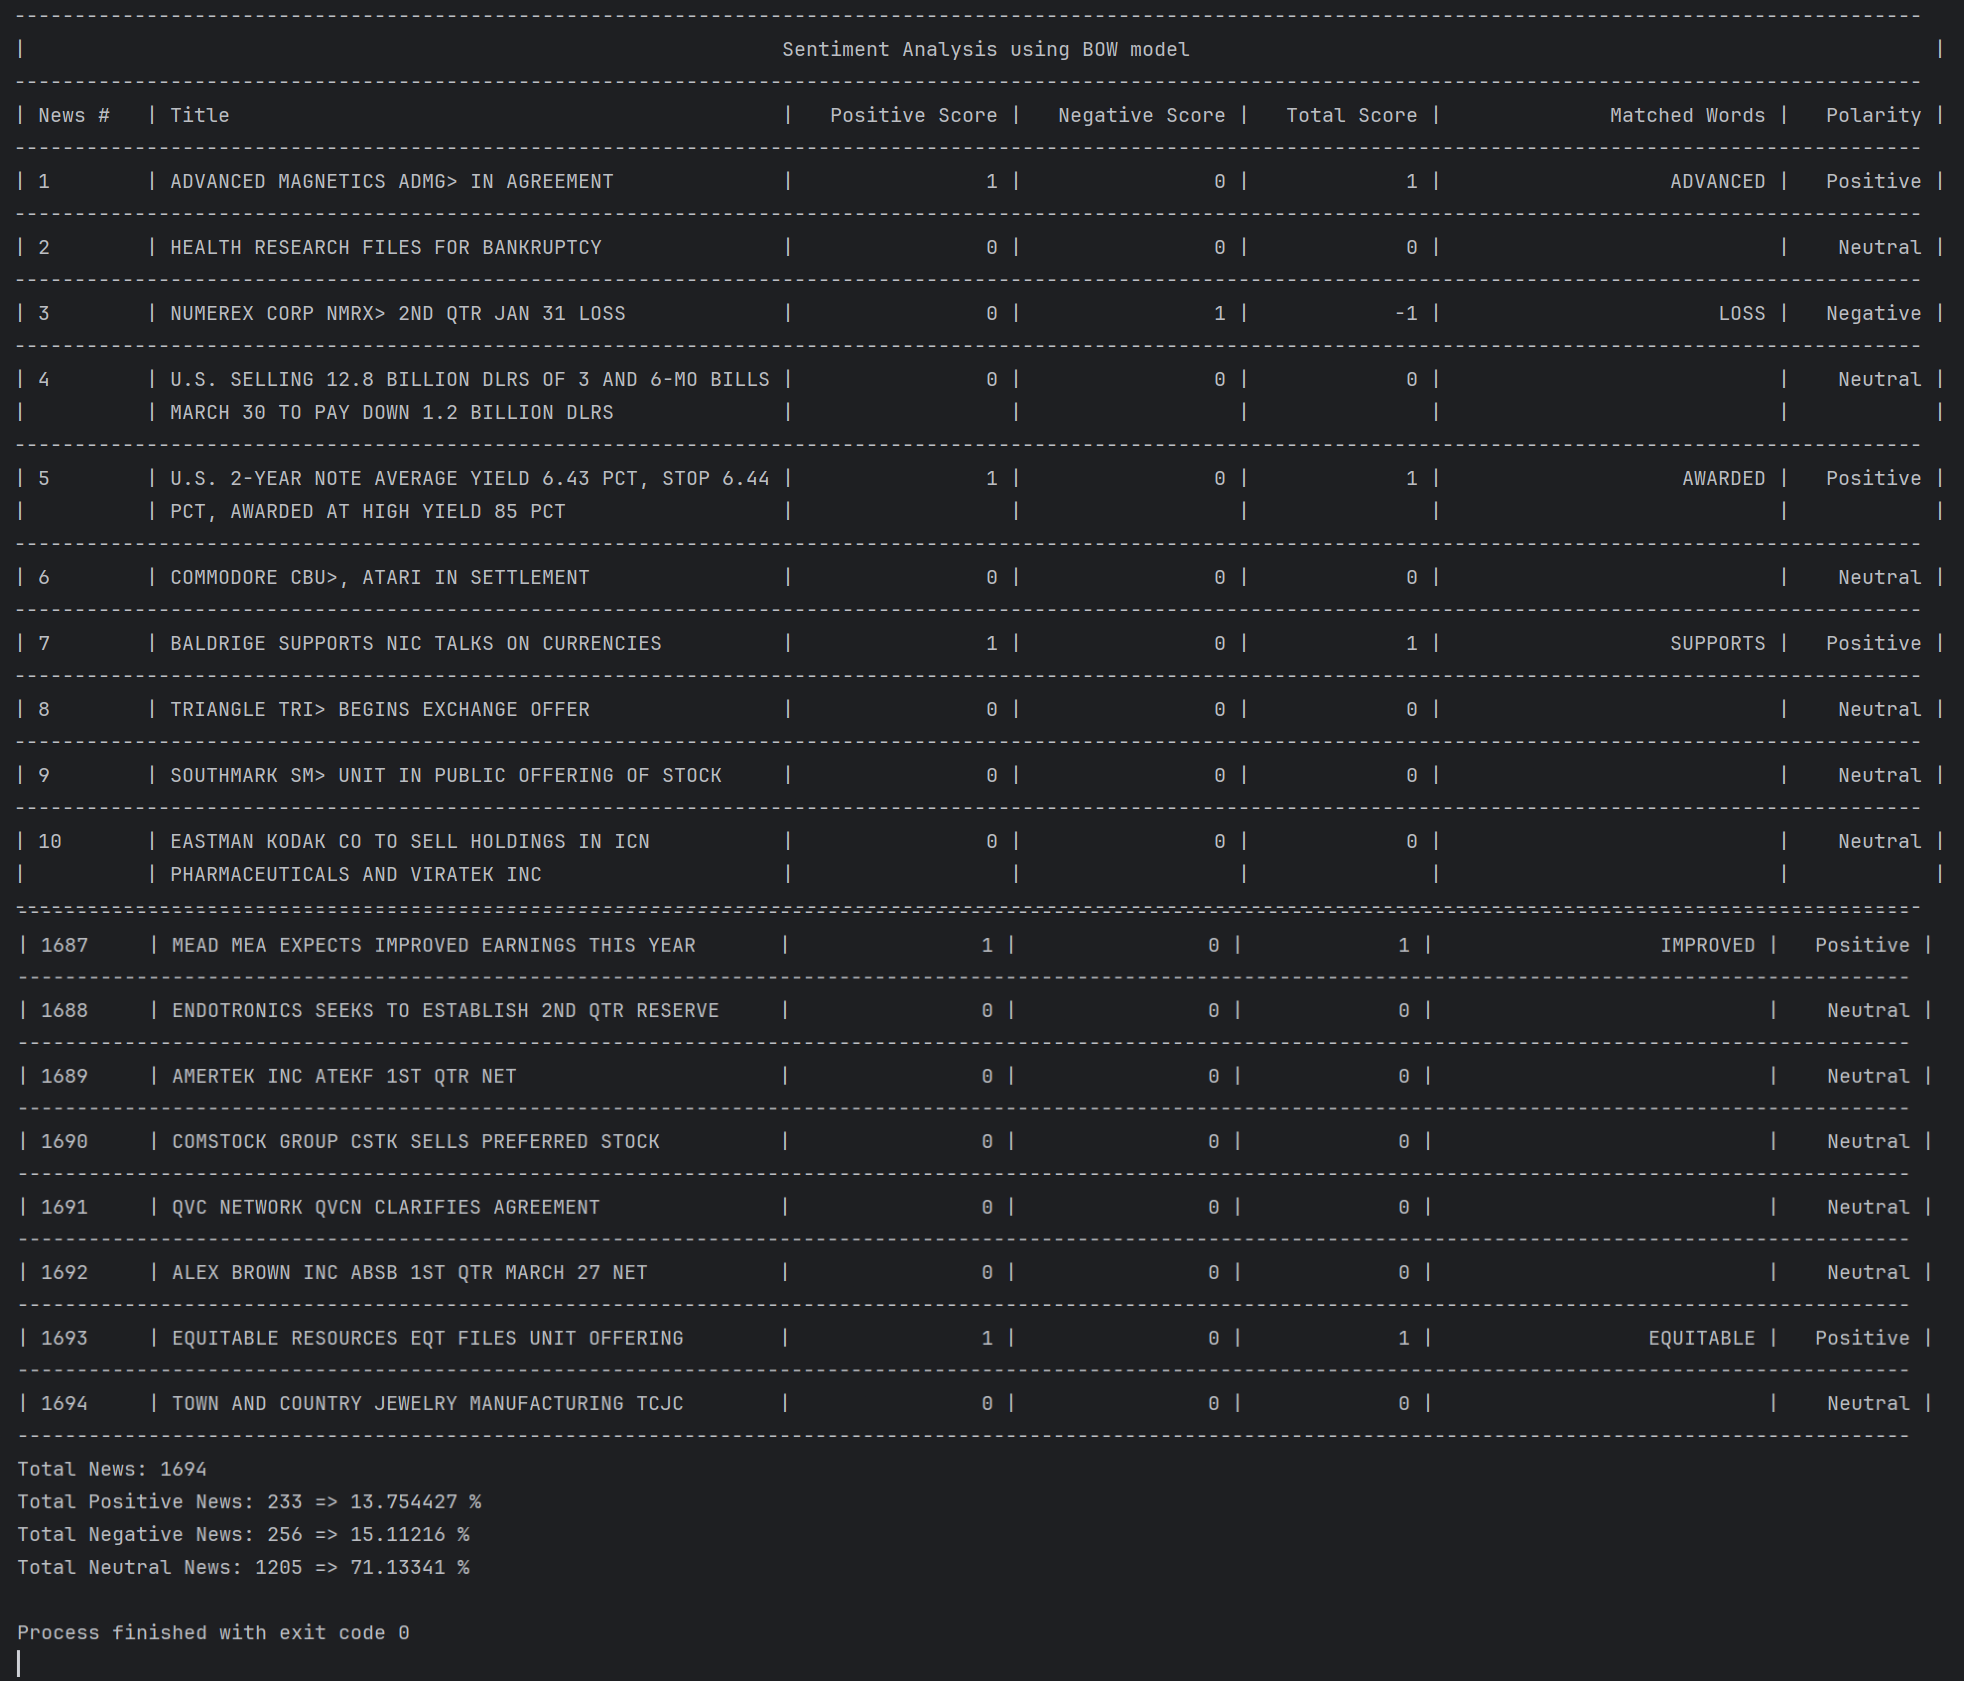 Sentiment Analysis using BOW model
| News # | Title | Positive Score | Negative Score | Total Score | Matched Words | Polarity |
| 1 | ADVANCED MAGNETICS ADMG> IN AGREEMENT | 1 | 0 | 1 | ADVANCED | Positive |
| 2 | HEALTH RESEARCH FILES FOR BANKRUPTCY | 0 | 0 | 0 | | Neutral |
| 3 | NUMEREX CORP NMRX> 2ND QTR JAN 31 LOSS | 0 | 1 | -1 | LOSS | Negative |
| 4 | U.S. SELLING 12.8 BILLION DLRS OF 3 AND 6-MO BILLS | 0 | 0 | 0 | | Neutral |
| | MARCH 30 TO PAY DOWN 1.2 BILLION DLRS | | | | | |
| 5 | U.S. 2-YEAR NOTE AVERAGE YIELD 6.43 PCT, STOP 6.44 | 1 | 0 | 1 | AWARDED | Positive |
| | PCT, AWARDED AT HIGH YIELD 85 PCT | | | | | |
| 6 | COMMODORE CBU>, ATARI IN SETTLEMENT | 0 | 0 | 0 | | Neutral |
| 7 | BALDRIGE SUPPORTS NIC TALKS ON CURRENCIES | 1 | 0 | 1 | SUPPORTS | Positive |
| 8 | TRIANGLE TRI> BEGINS EXCHANGE OFFER | 0 | 0 | 0 | | Neutral |
| 9 | SOUTHMARK SM> UNIT IN PUBLIC OFFERING OF STOCK | 0 | 0 | 0 | | Neutral |
| 10 | EASTMAN KODAK CO TO SELL HOLDINGS IN ICN | 0 | 0 | 0 | | Neutral |
| | PHARMACEUTICALS AND VIRATEK INC | | | | | |
| 1687 | MEAD MEA EXPECTS IMPROVED EARNINGS THIS YEAR | 1 | 0 | 1 | IMPROVED | Positive |
| 1688 | ENDOTRONICS SEEKS TO ESTABLISH 2ND QTR RESERVE | 0 | 0 | 0 | | Neutral |
| 1689 | AMERTEK INC ATEKF 1ST QTR NET | 0 | 0 | 0 | | Neutral |
| 1690 | COMSTOCK GROUP CSTK SELLS PREFERRED STOCK | 0 | 0 | 0 | | Neutral |
| 1691 | QVC NETWORK QVCN CLARIFIES AGREEMENT | 0 | 0 | 0 | | Neutral |
| 1692 | ALEX BROWN INC ABSB 1ST QTR MARCH 27 NET | 0 | 0 | 0 | | Neutral |
| 1693 | EQUITABLE RESOURCES EQT FILES UNIT OFFERING | 1 | 0 | 1 | EQUITABLE | Positive |
| 1694 | TOWN AND COUNTRY JEWELRY MANUFACTURING TCJC | 0 | 0 | 0 | | Neutral |
Total News: 1694
Total Positive News: 233 => 13.754427 %
Total Negative News: 256 => 15.11216 %
Total Neutral News: 1205 => 71.13341 %
Process finished with exit code 0